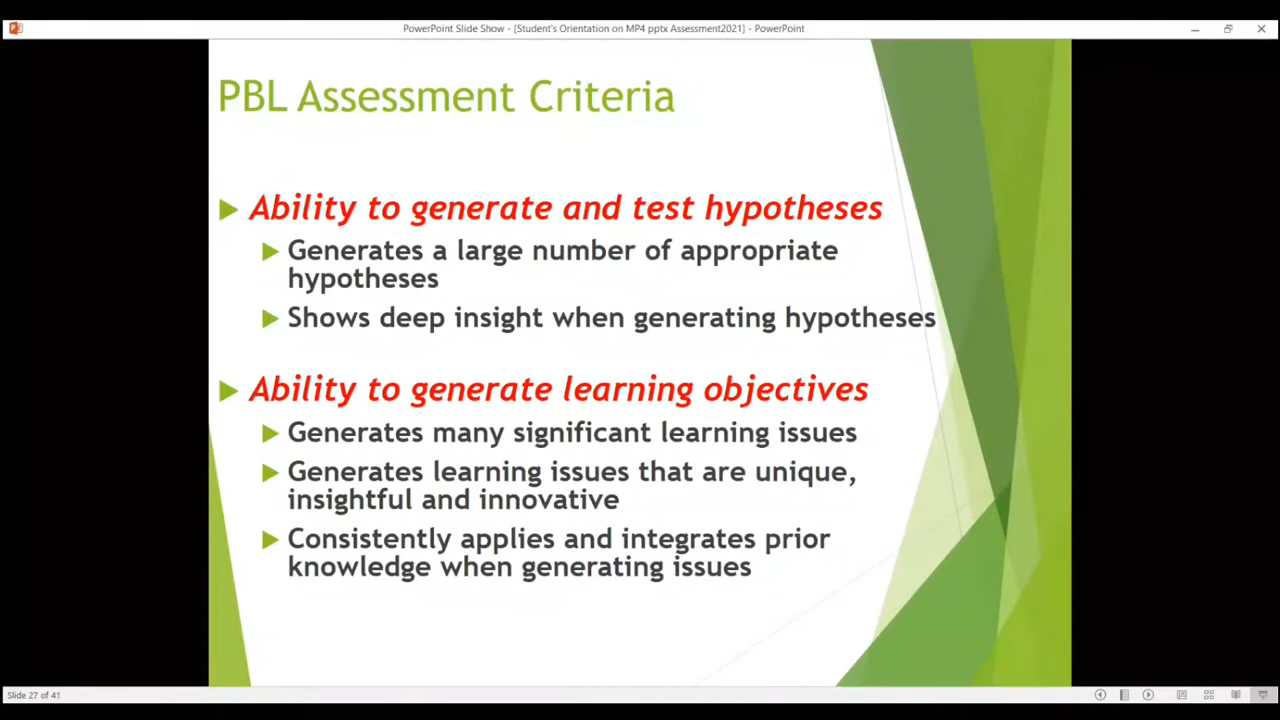 PowerPoint Slide Show - [Student's Orientation on MP4 pptx Assessment2021] - PowerPoint
PBL Assessment Criteria
Ability to generate and test hypotheses
Generates a large number of appropriate
hypotheses
Shows deep insight when generating hypotheses
Ability to generate learning objectives
Generates many significant learning issues
Generates learning issues that are unique,
insightful and innovative
Consistently applies and integrates prior
knowledge when generating issues
Slide 27 of 41